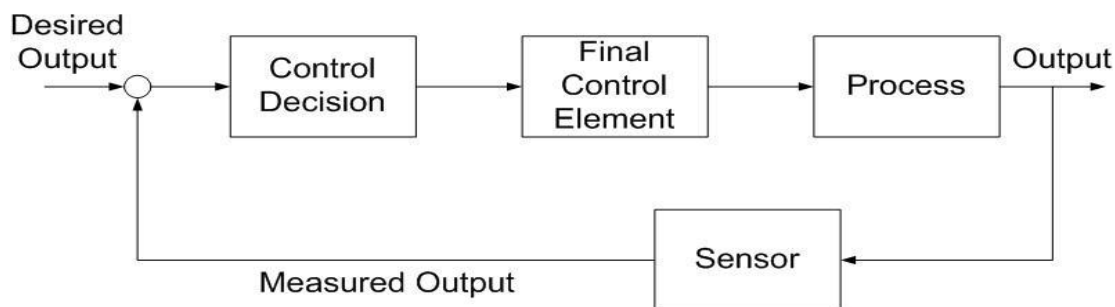 Desired
Output
Control
Decision
Final
Control
Element
Process
Output
Sensor
Measured Output